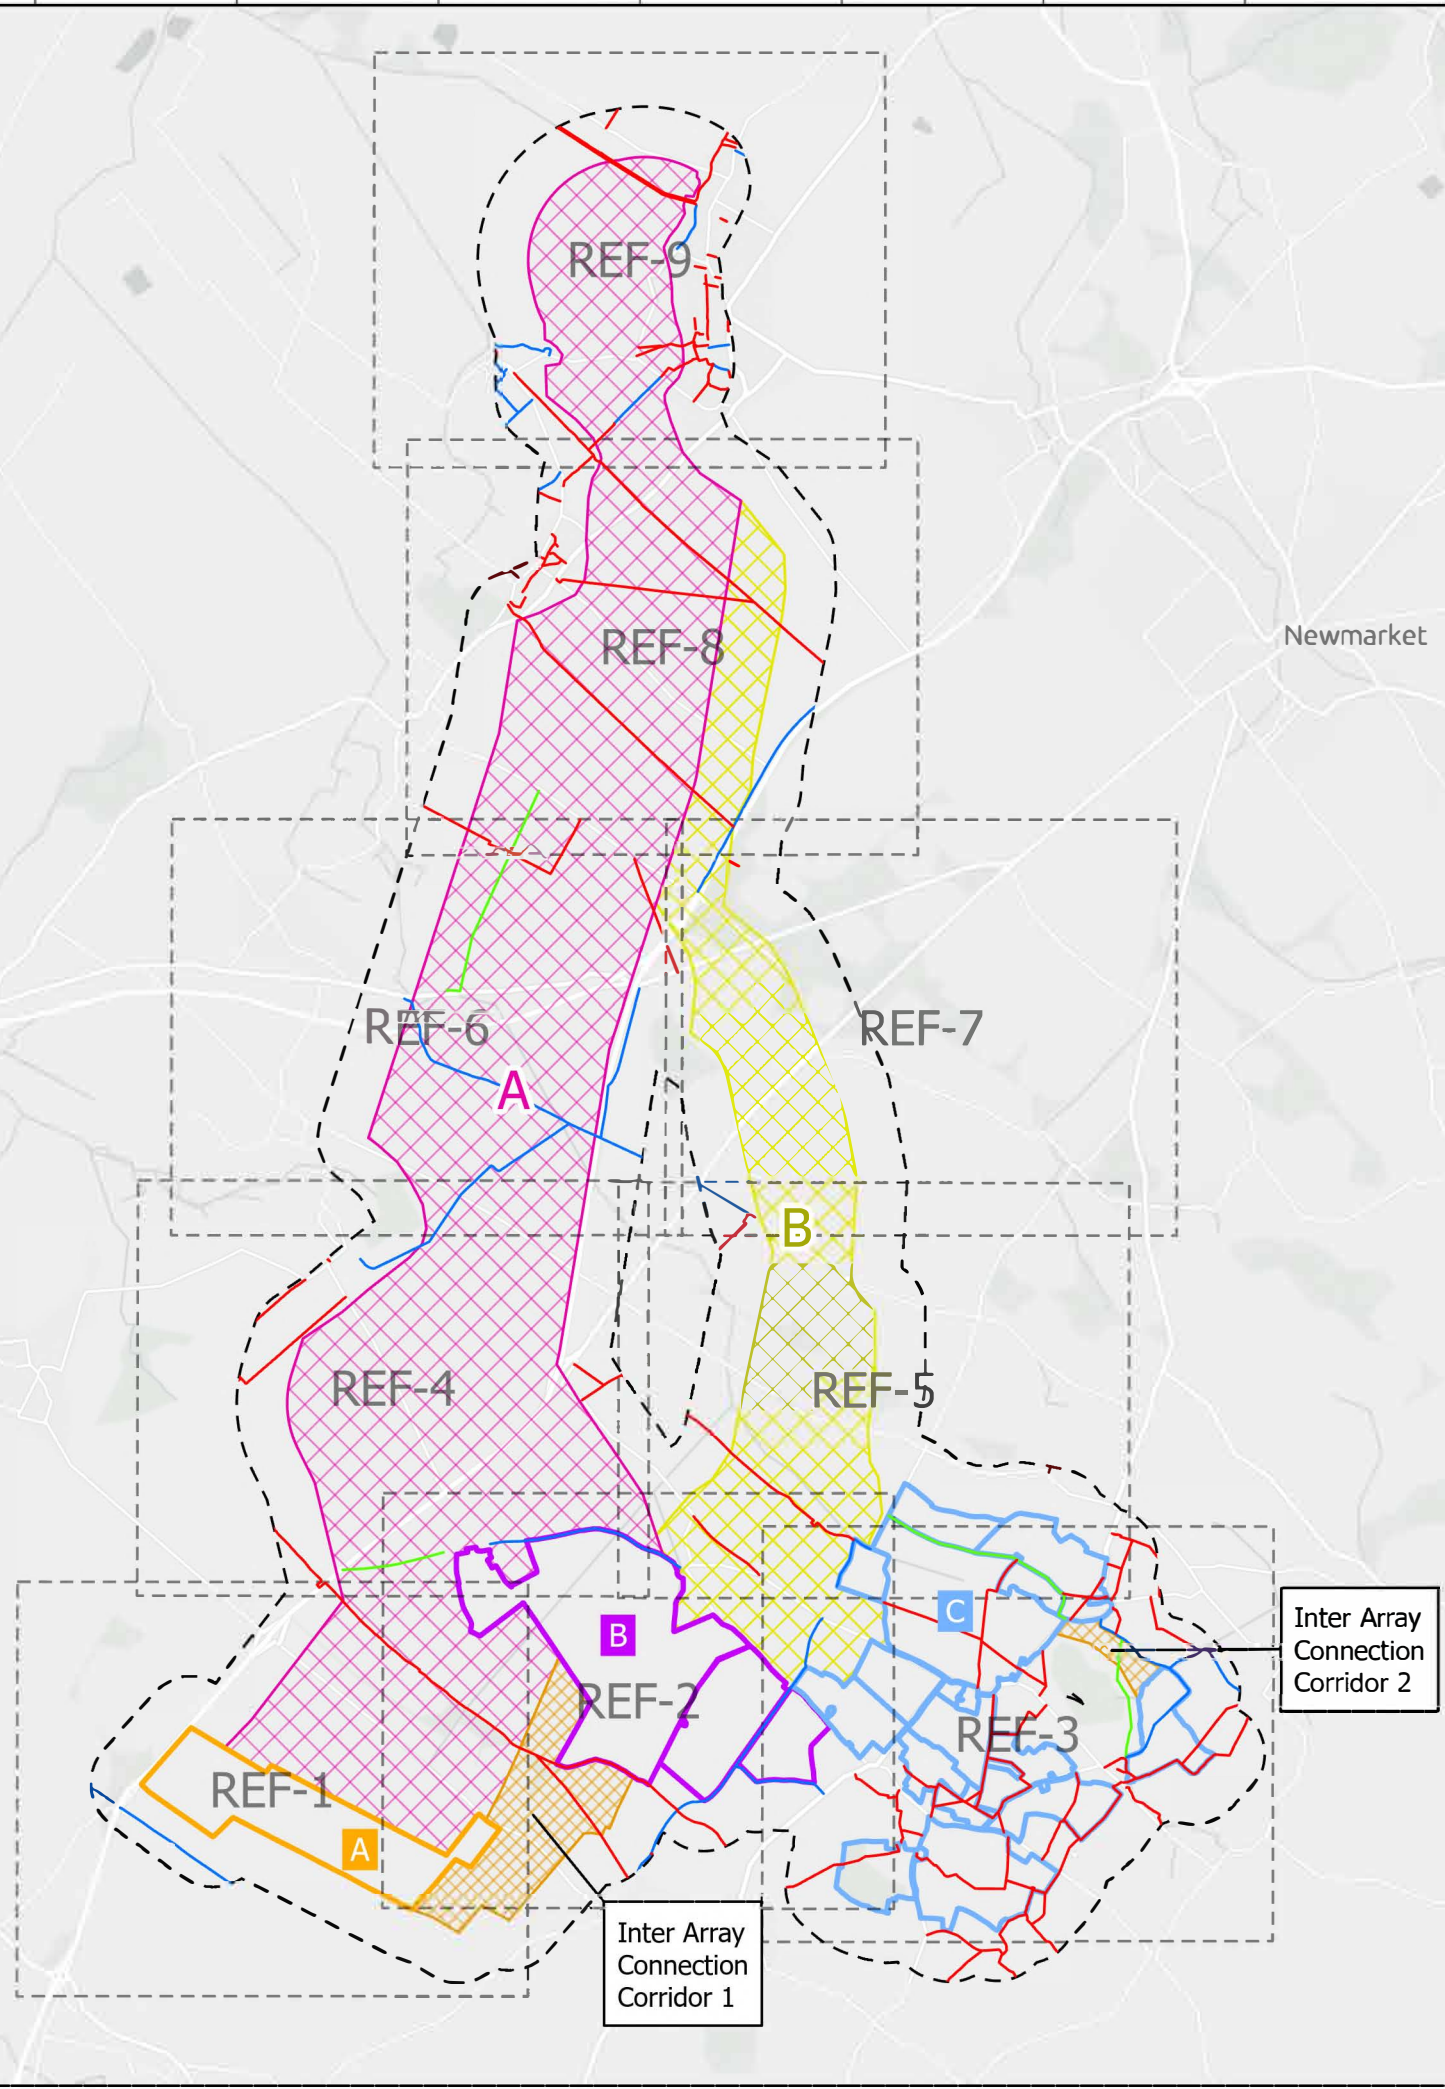 REF-9
Newmarket
REF-8
REF-6
REF-7
A
B
REF-4
REF-5
C
B
Inter Array
Connection
Corridor 2
REF-2
REF-3
REF-1
A
Inter Array
Connection
Corridor 1